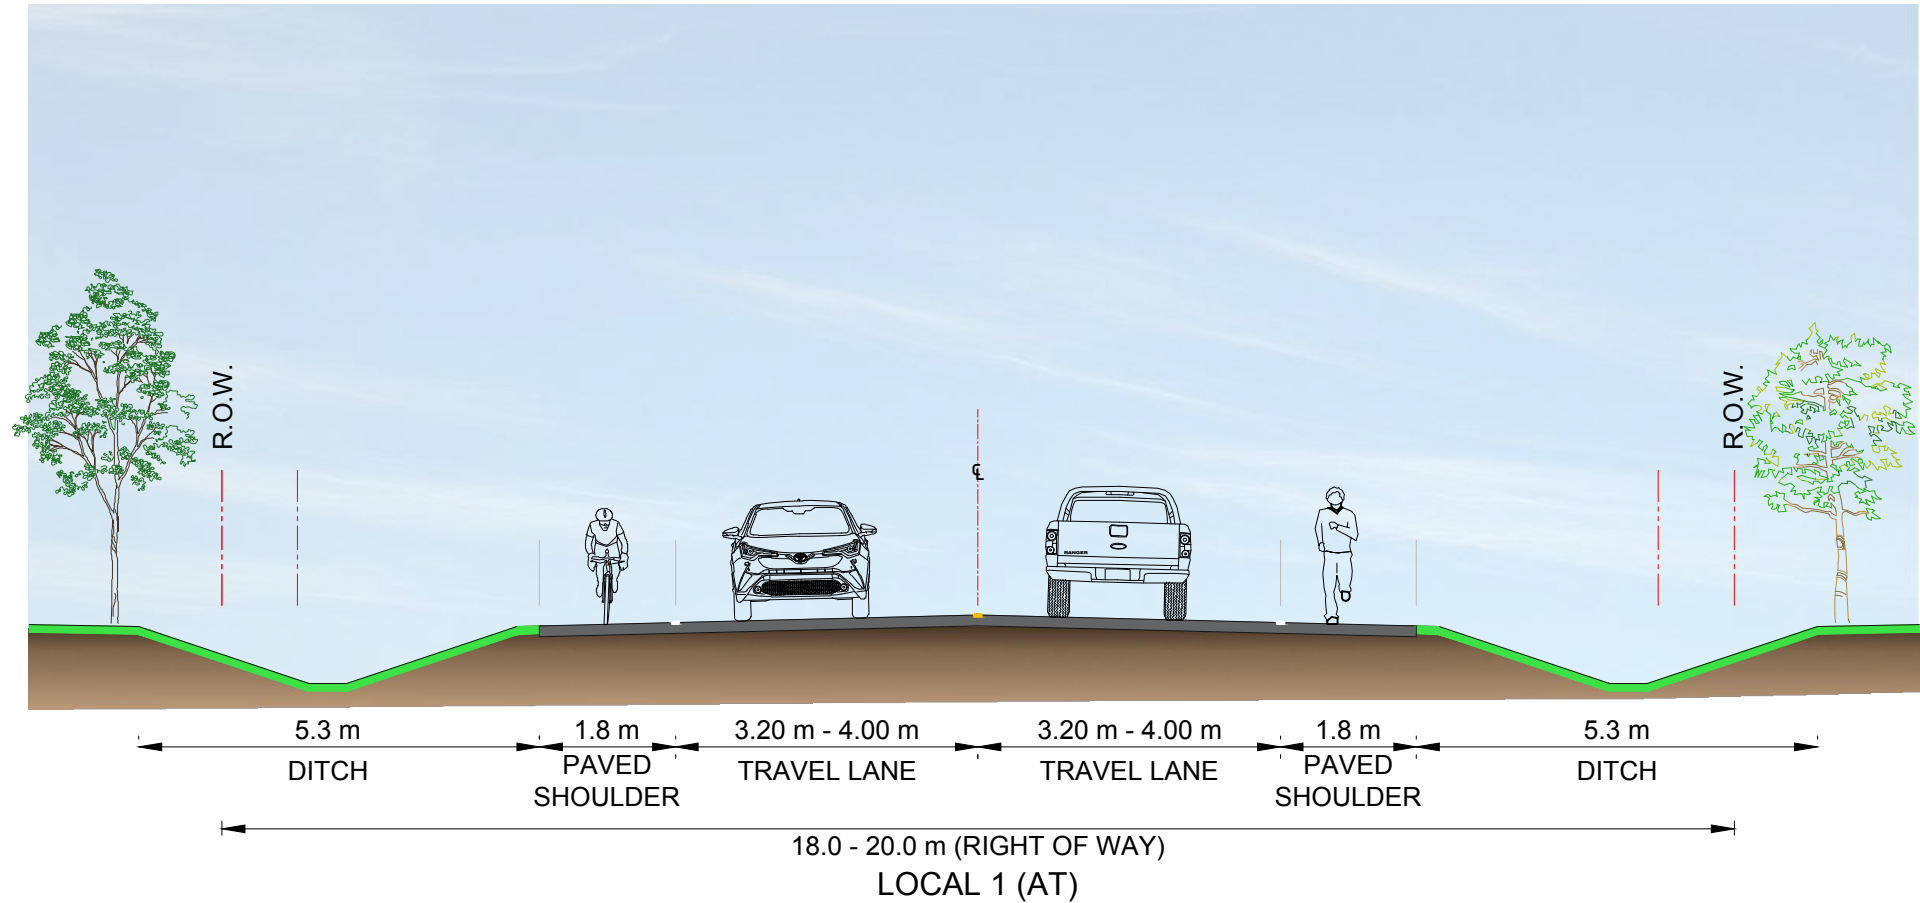 R.O.W.
R.O.W.
℄
RANGER
5.3 m
1.8 m
3.20 m - 4.00 m
3.20 m - 4.00 m
1.8 m
5.3 m
DITCH
PAVED
SHOULDER
TRAVEL LANE
TRAVEL LANE
PAVED
SHOULDER
DITCH
18.0 - 20.0 m (RIGHT OF WAY)
LOCAL 1 (AT)